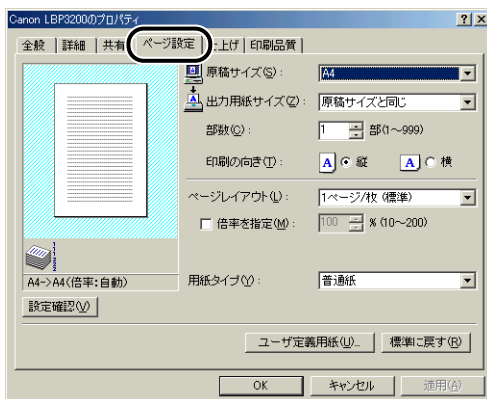 Canon LBP3200のプロパティ
全般 詳細 共有 ページ設定 上げ 印刷品質
原稿サイズ(S): A4
出力用紙サイズ(Z): 原稿サイズと同じ
部数(C): 1 部(1～999)
印刷の向き(T): A 縦 A 横
ページレイアウト(L): 1ページ/枚 (標準)
倍率を指定(M): 100 % (10～200)
A4->A4(倍率:自動)
用紙タイプ(Y): 普通紙
設定確認(V)
ユーザ定義用紙(U)... 標準に戻す(R)
OK キャンセル 適用(A)